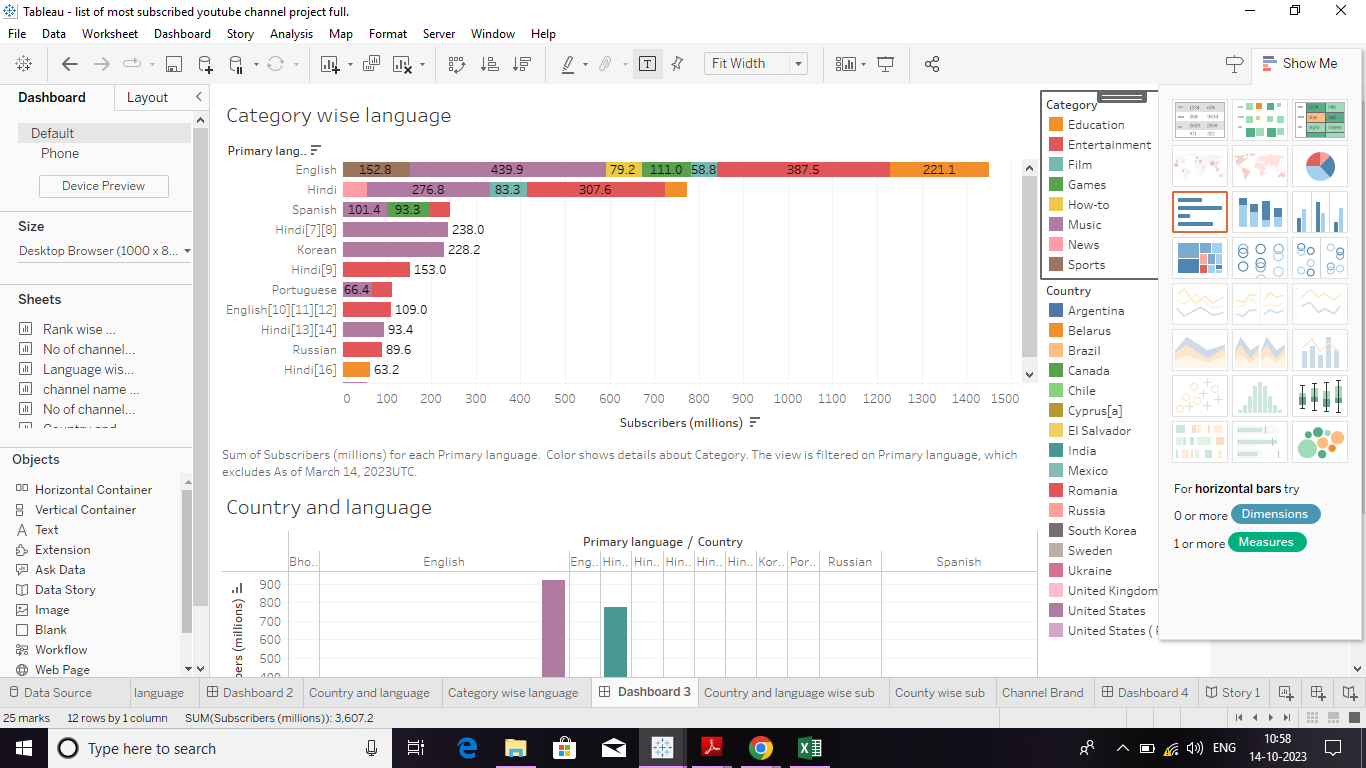 Tableau - list of most subscribed youtube channel project full.
File Data Worksheet Dashboard Story Analysis Map Format Server Window Help
Fit Width
Show Me
Dashboard Layout
Default
Phone
Device Preview
Size
Desktop Browser (1000 x 8...
Sheets
Rank wise ...
No of channel...
Language wis...
channel name ...
No of channel...
Objects
Horizontal Container
Vertical Container
Text
Extension
Ask Data
Data Story
Image
Blank
Workflow
Web Page
Category wise language
Primary lang..
English 152.8 439.9 79.2 111.0 58.8 387.5 221.1
Hindi 276.8 83.3 307.6
Spanish 101.4 93.3
Hindi[7][8] 238.0
Korean 228.2
Hindi[9] 153.0
Portuguese 66.4
English[10][11][12] 109.0
Hindi[13][14] 93.4
Russian 89.6
Hindi[16] 63.2
0 100 200 300 400 500 600 700 800 900 1000 1100 1200 1300 1400 1500
Subscribers (millions)
Sum of Subscribers (millions) for each Primary language. Color shows details about Category. The view is filtered on Primary language, which
excludes As of March 14, 2023UTC.
Country and language
Primary language / Country
Bho.. English Eng.. Hin.. Hin.. Hin.. Hin.. Hin.. Kor.. Por.. Russian Spanish
900
800
700
600
500
Category
Education
Entertainment
Film
Games
How-to
Music
News
Sports
Country
Argentina
Belarus
Brazil
Canada
Chile
Cyprus[a]
El Salvador
India
Mexico
Romania
Russia
South Korea
Sweden
Ukraine
United Kingdom
United States
United States (
For horizontal bars try
0 or more Dimensions
1 or more Measures
Data Source language Dashboard 2 Country and language Category wise language Dashboard 3 Country and language wise sub County wise sub Channel Brand Dashboard 4 Story 1
25 marks 12 rows by 1 column SUM(Subscribers (millions)): 3,607.2
Type here to search
ENG
10:58
14-10-2023